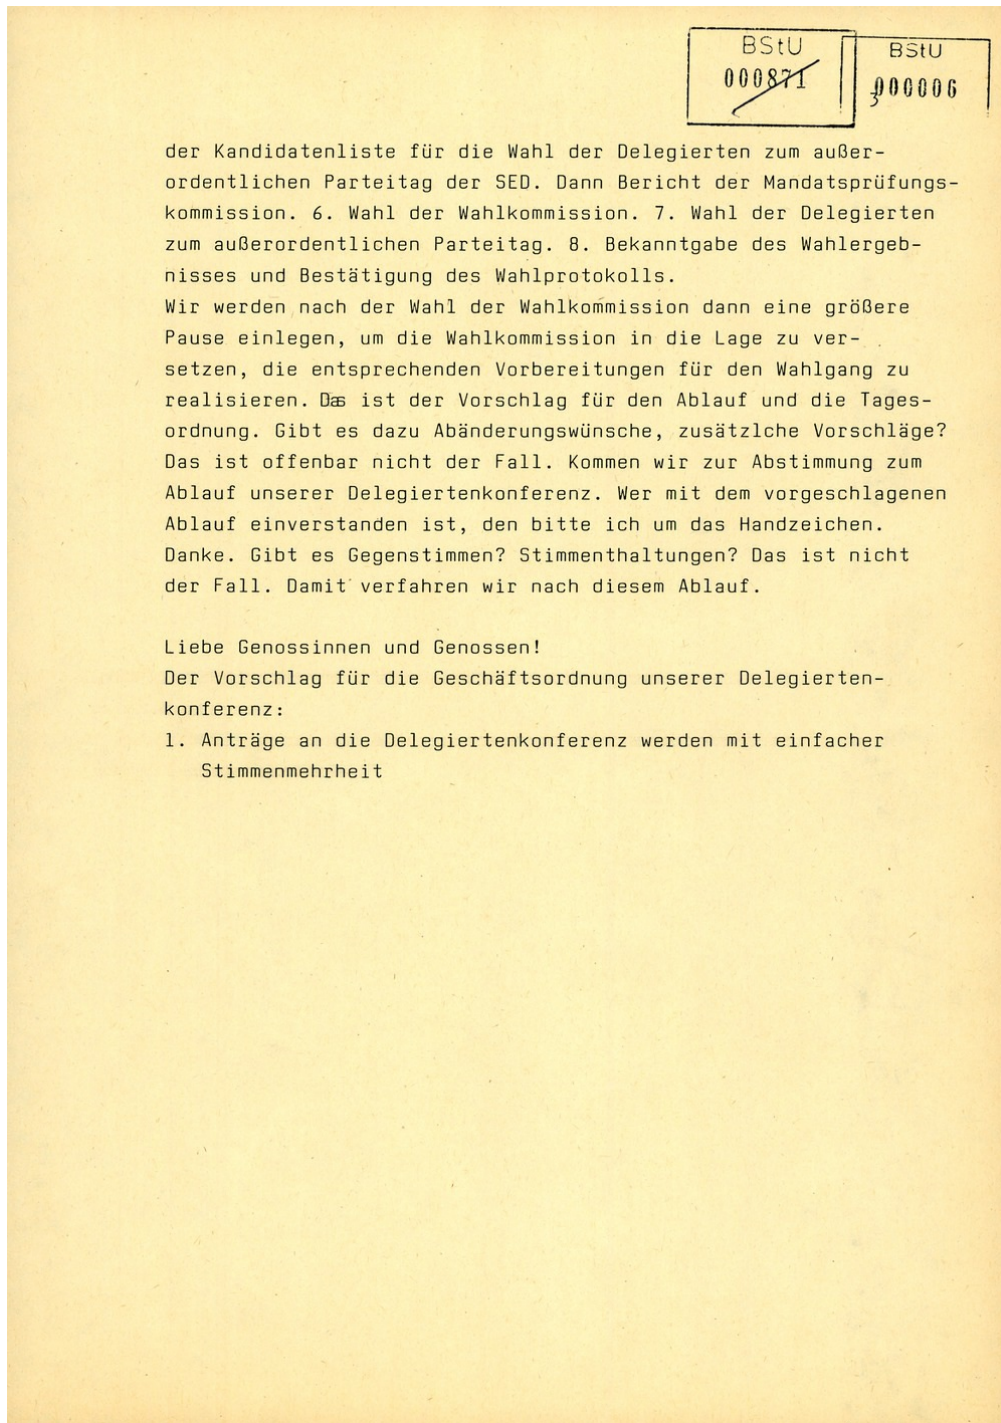 BStU
000871
BStU
000006
der Kandidatenliste für die Wahl der Delegierten zum außer-
ordentlichen Parteitag der SED. Dann Bericht der Mandatsprüfungs-
kommission. 6. Wahl der Wahlkommission. 7. Wahl der Delegierten
zum außerordentlichen Parteitag. 8. Bekanntgabe des Wahlergeb-
nisses und Bestätigung des Wahlprotokolls.
Wir werden nach der Wahl der Wahlkommission dann eine größere
Pause einlegen, um die Wahlkommission in die Lage zu ver-
setzen, die entsprechenden Vorbereitungen für den Wahlgang zu
realisieren. Das ist der Vorschlag für den Ablauf und die Tages-
ordnung. Gibt es dazu Abänderungswünsche, zusätzlche Vorschläge?
Das ist offenbar nicht der Fall. Kommen wir zur Abstimmung zum
Ablauf unserer Delegiertenkonferenz. Wer mit dem vorgeschlagenen
Ablauf einverstanden ist, den bitte ich um das Handzeichen.
Danke. Gibt es Gegenstimmen? Stimmenthaltungen? Das ist nicht
der Fall. Damit verfahren wir nach diesem Ablauf.
Liebe Genossinnen und Genossen!
Der Vorschlag für die Geschäftsordnung unserer Delegierten-
konferenz:
1. Anträge an die Delegiertenkonferenz werden mit einfacher
Stimmenmehrheit